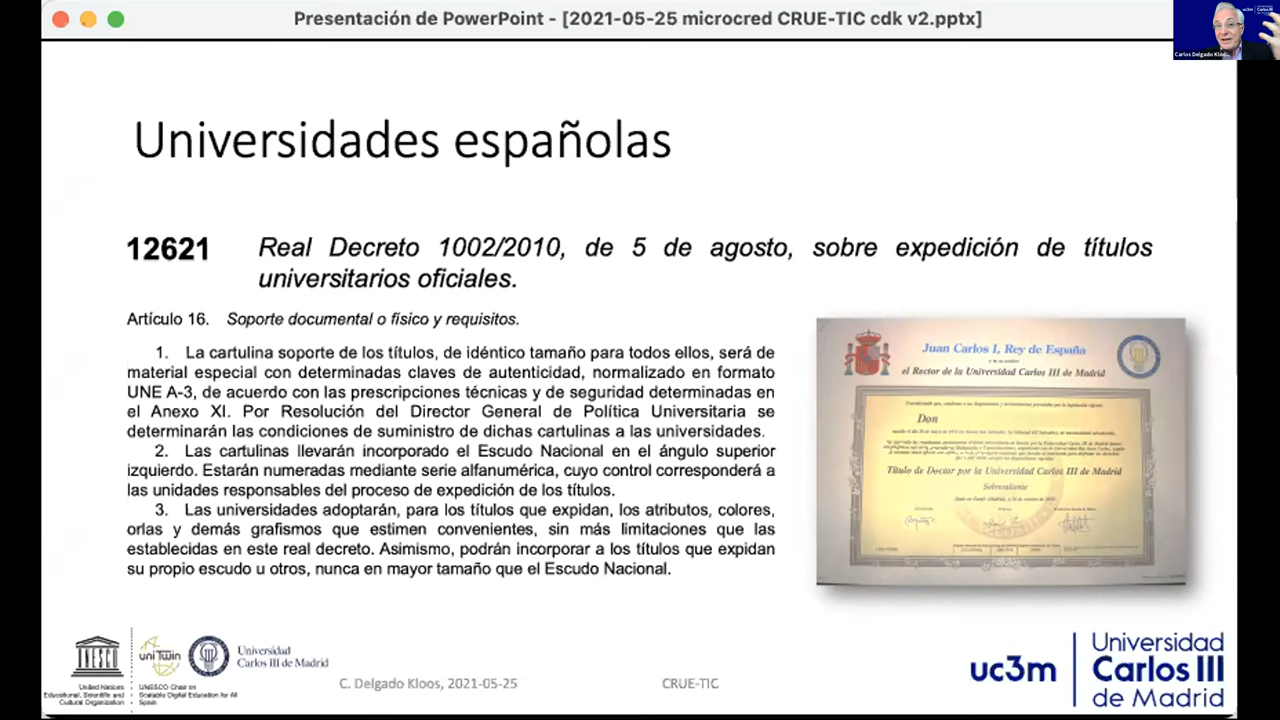 Presentación de PowerPoint - [2021-05-25 microcred CRUE-TIC cdk v2.pptx]
uc3m
Carlos Delgado Kloo...
Universidades españolas
12621 Real Decreto 1002/2010, de 5 de agosto, sobre expedición de títulos
universitarios oficiales.
Artículo 16. Soporte documental o físico y requisitos.
1. La cartulina soporte de los títulos, de idéntico tamaño para todos ellos, será de
material especial con determinadas claves de autenticidad, normalizado en formato
UNE A-3, de acuerdo con las prescripciones técnicas y de seguridad determinadas en
el Anexo XI. Por Resolución del Director General de Política Universitaria se
determinarán las condiciones de suministro de dichas cartulinas a las universidades.
2. Las cartulinas llevarán incorporado el Escudo Nacional en el ángulo superior
izquierdo. Estarán numeradas mediante serie alfanumérica, cuyo control corresponderá a
las unidades responsables del proceso de expedición de los títulos.
3. Las universidades adoptarán, para los títulos que expidan, los atributos, colores,
orlas y demás grafismos que estimen convenientes, sin más limitaciones que las
establecidas en este real decreto. Asimismo, podrán incorporar a los títulos que expidan
su propio escudo u otros, nunca en mayor tamaño que el Escudo Nacional.
Juan Carlos I, Rey de España
el Rector de la Universidad Carlos III de Madrid
Don
Título de Doctor por la Universidad Carlos III de Madrid
Sobresaliente
UNESCO
United Nations
Educational, Scientific and
Cultural Organization
uniTwin
UNESCO Chair on
Scalable Digital Education for All
Spain
Universidad
Carlos III de Madrid
C. Delgado Kloos, 2021-05-25
CRUE-TIC
uc3m
Universidad
Carlos III
de Madrid